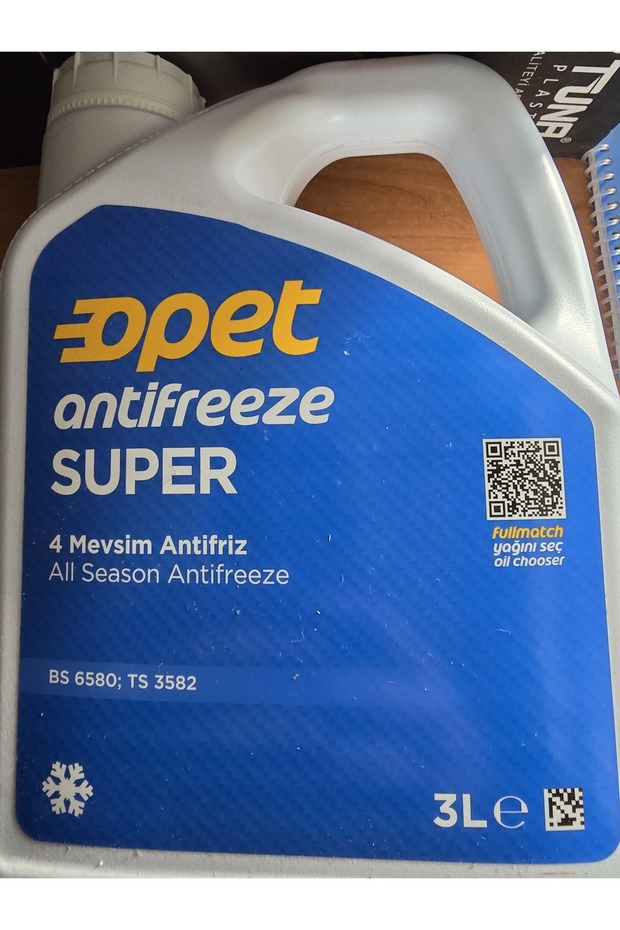 TUNA®
PLAST
opet
antifreeze
SUPER
fullmatch
yağını seç
oil chooser
4 Mevsim Antifriz
All Season Antifreeze
BS 6580; TS 3582
3L e